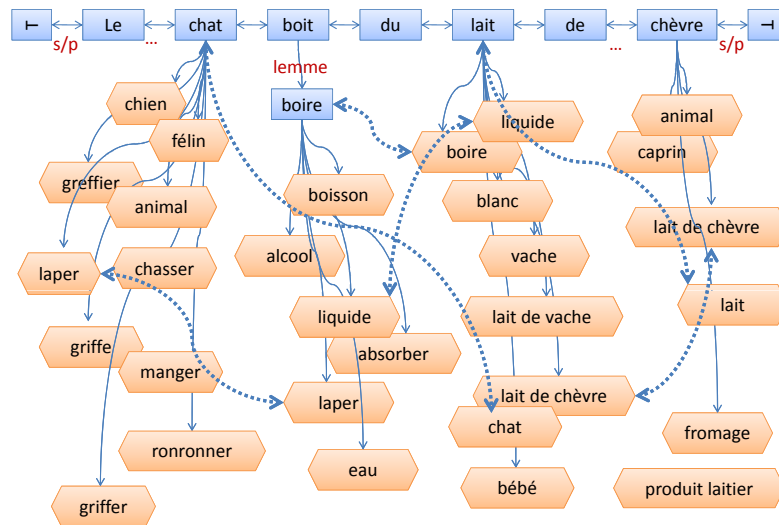 ⊢ Le chat boit du lait de chèvre ⊣
s/p ... ... s/p
lemme
chien
boire
liquide
animal
félin
boire
caprin
greffier
boisson
blanc
animal
lait de chèvre
alcool
vache
laper
chasser
lait
liquide
lait de vache
griffe
absorber
manger
lait de chèvre
laper
chat
fromage
ronronner
eau
bébé
produit laitier
griffer